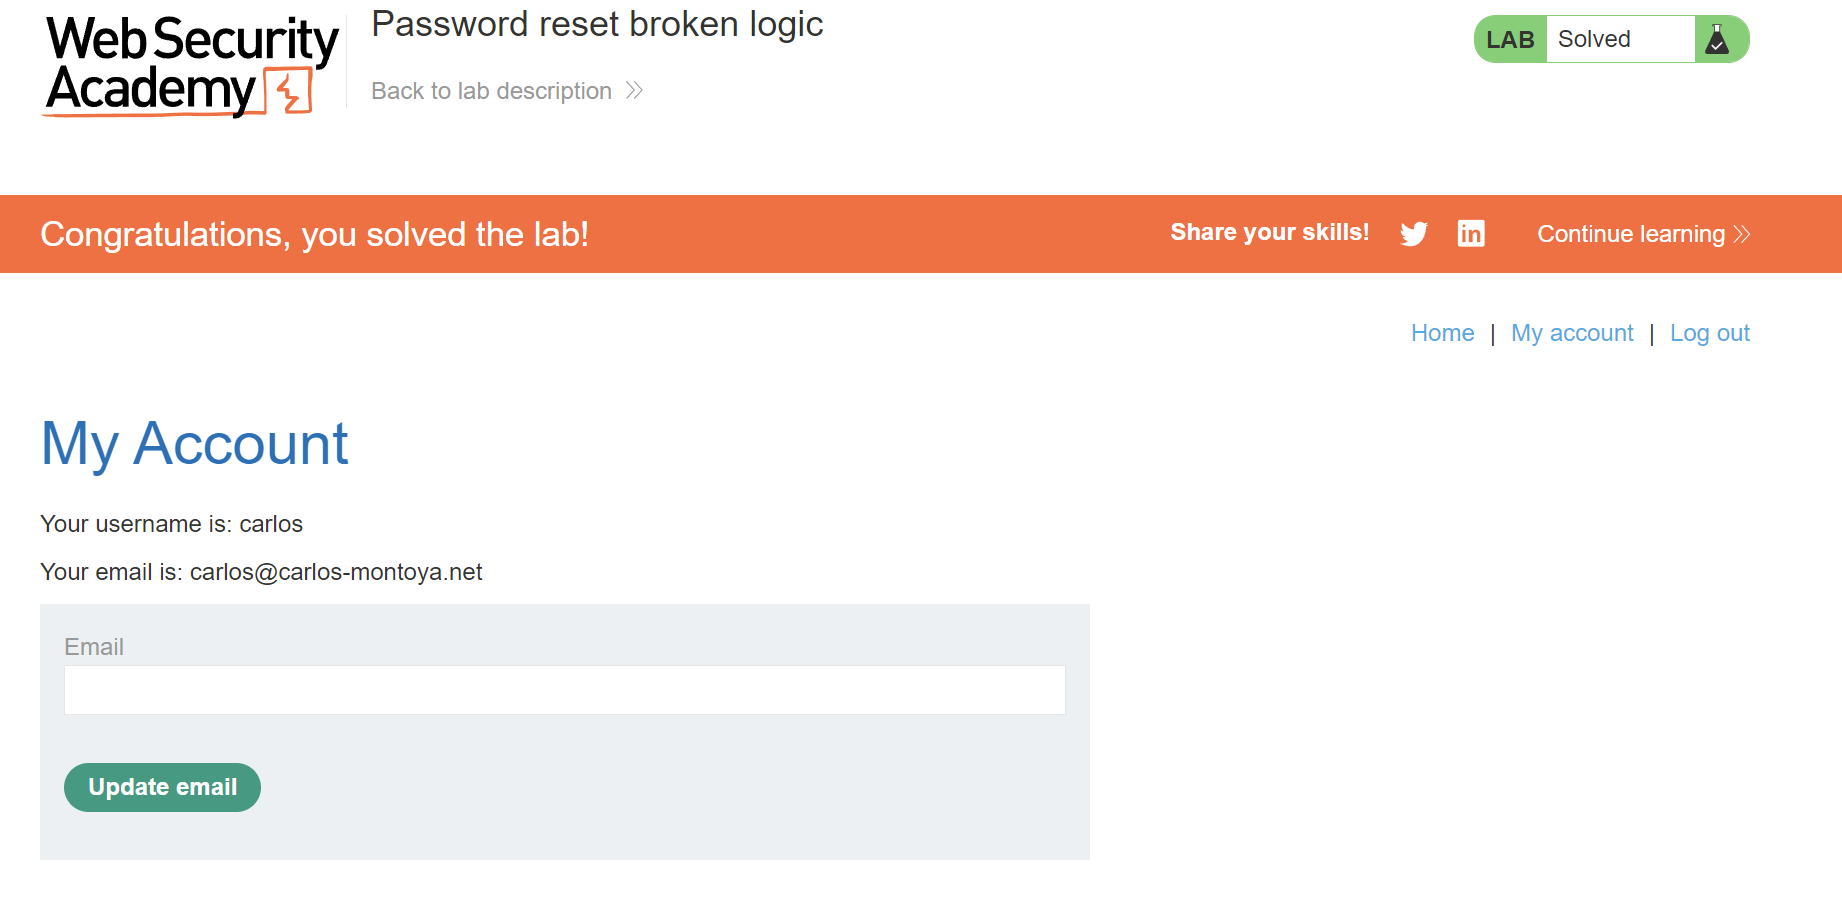 Web Security
Academy
Password reset broken logic
Back to lab description
LAB Solved
Congratulations, you solved the lab!
Share your skills!
in
Continue learning
Home | My account | Log out
My Account
Your username is: carlos
Your email is: carlos@carlos-montoya.net
Email
Update email